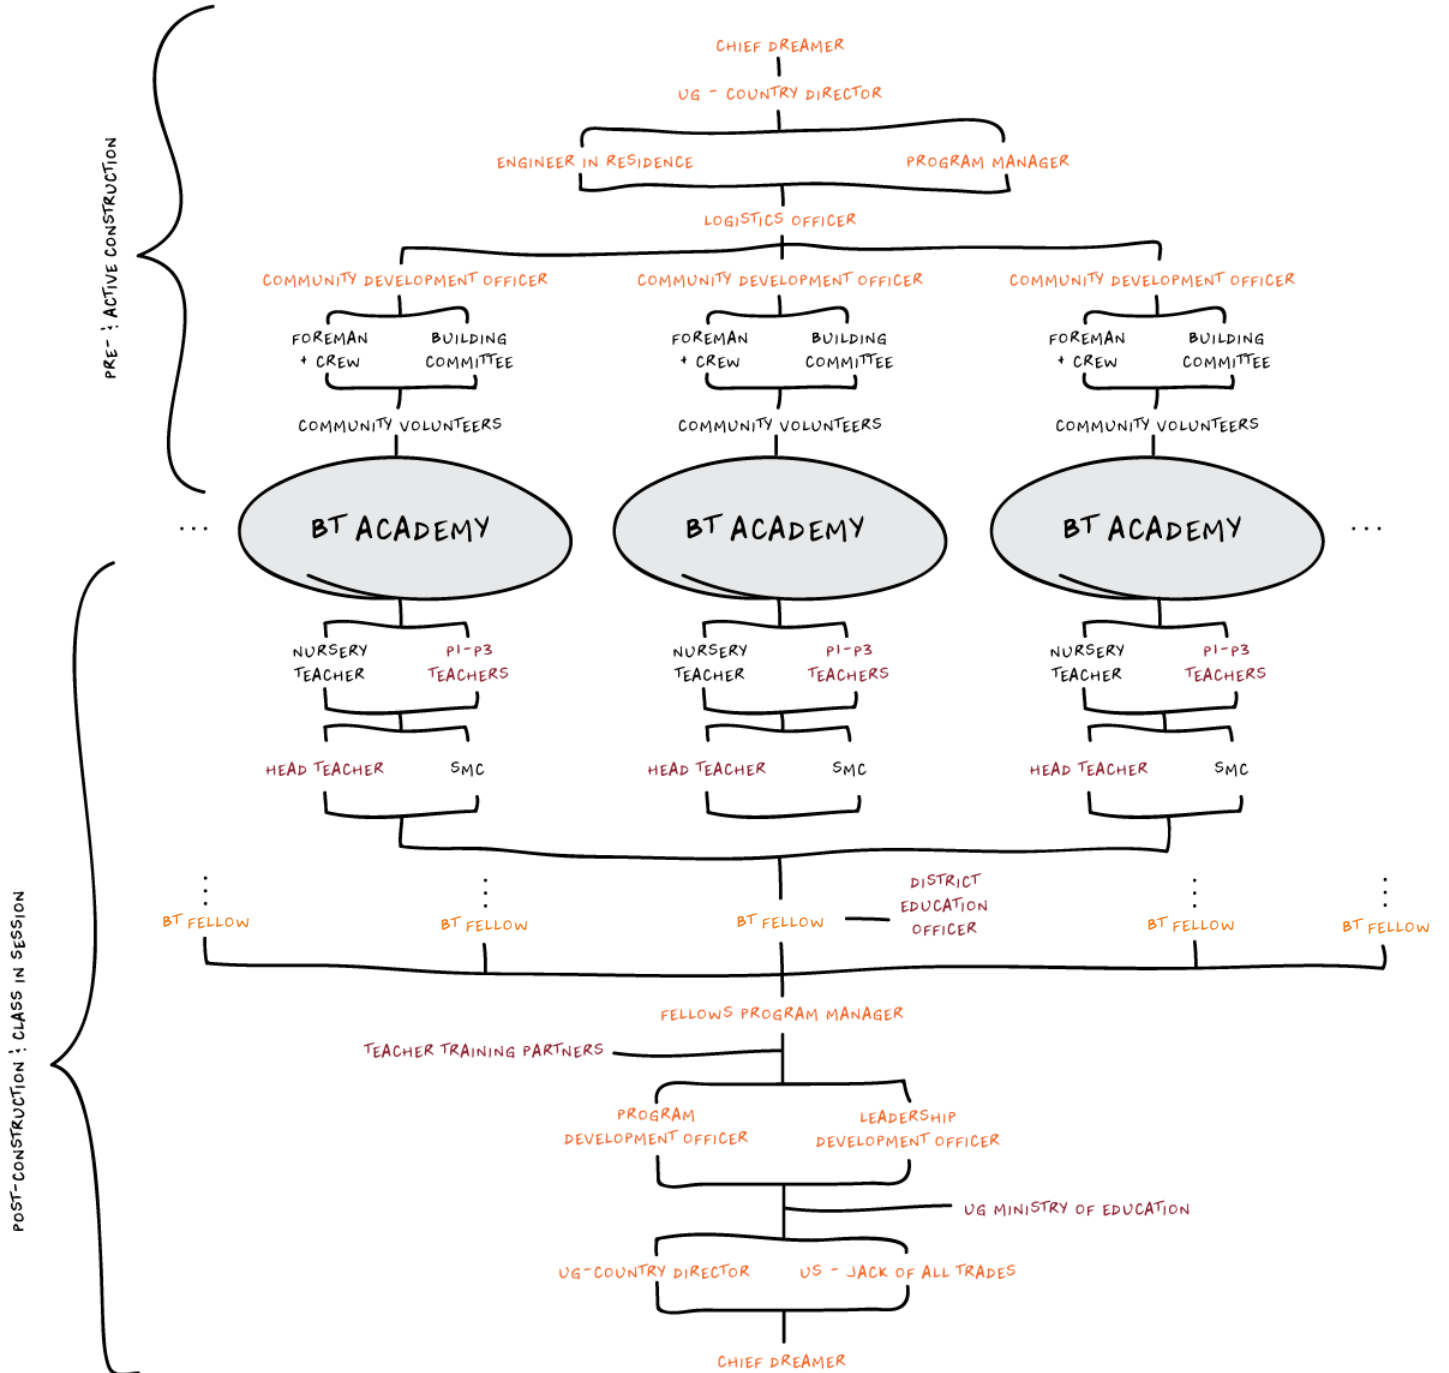 CHIEF DREAMER
UG - COUNTRY DIRECTOR
ENGINEER IN RESIDENCE
PROGRAM MANAGER
LOGISTICS OFFICER
PRE- & ACTIVE CONSTRUCTION
COMMUNITY DEVELOPMENT OFFICER
COMMUNITY DEVELOPMENT OFFICER
COMMUNITY DEVELOPMENT OFFICER
FOREMAN
+ CREW
BUILDING
COMMITTEE
FOREMAN
+ CREW
BUILDING
COMMITTEE
FOREMAN
+ CREW
BUILDING
COMMITTEE
COMMUNITY VOLUNTEERS
COMMUNITY VOLUNTEERS
COMMUNITY VOLUNTEERS
...
BT ACADEMY
BT ACADEMY
BT ACADEMY
...
NURSERY
TEACHER
P1-P3
TEACHERS
NURSERY
TEACHER
P1-P3
TEACHERS
NURSERY
TEACHER
P1-P3
TEACHERS
HEAD TEACHER
SMC
HEAD TEACHER
SMC
HEAD TEACHER
SMC
POST-CONSTRUCTION & CLASS IN SESSION
BT FELLOW
BT FELLOW
BT FELLOW
DISTRICT
EDUCATION
OFFICER
BT FELLOW
BT FELLOW
FELLOWS PROGRAM MANAGER
TEACHER TRAINING PARTNERS
PROGRAM
DEVELOPMENT OFFICER
LEADERSHIP
DEVELOPMENT OFFICER
UG MINISTRY OF EDUCATION
UG-COUNTRY DIRECTOR
US - JACK OF ALL TRADES
CHIEF DREAMER